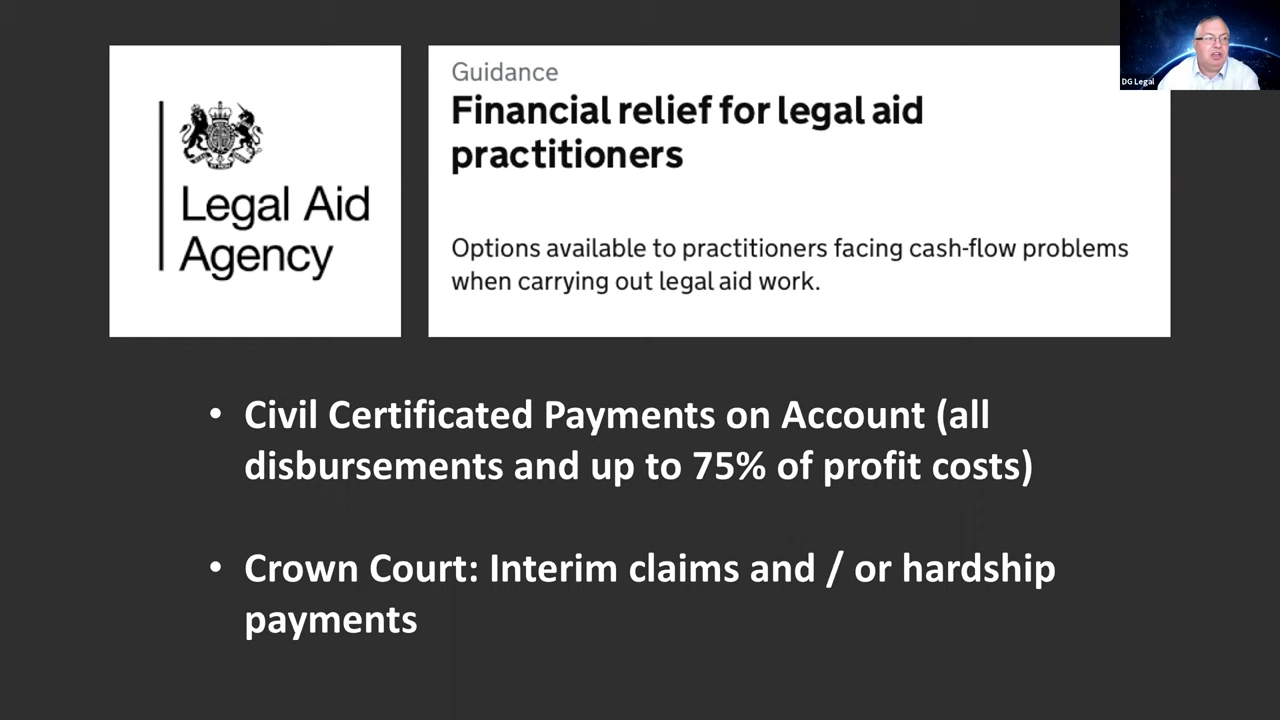 DG Legal
Legal Aid
Agency
Guidance
Financial relief for legal aid
practitioners
Options available to practitioners facing cash-flow problems
when carrying out legal aid work.
• Civil Certificated Payments on Account (all
disbursements and up to 75% of profit costs)
• Crown Court: Interim claims and / or hardship
payments